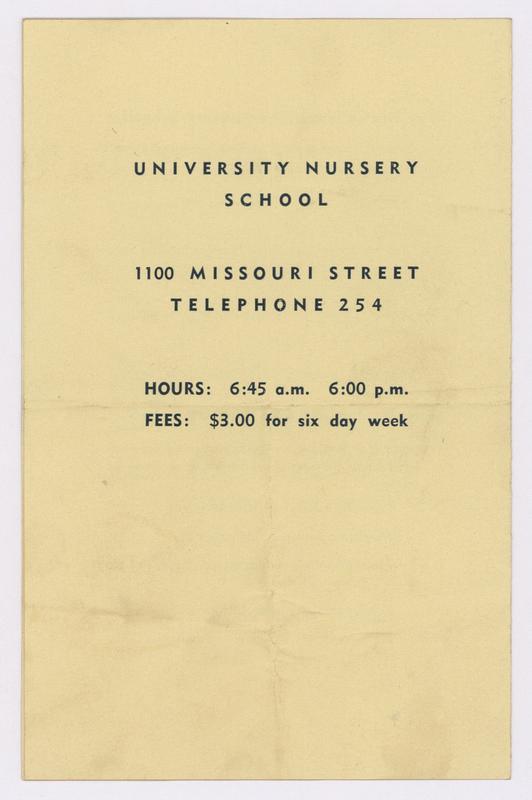 UNIVERSITY NURSERY
SCHOOL
1100 MISSOURI STREET
TELEPHONE 254
HOURS: 6:45 a.m. 6:00 p.m.
FEES: $3.00 for six day week